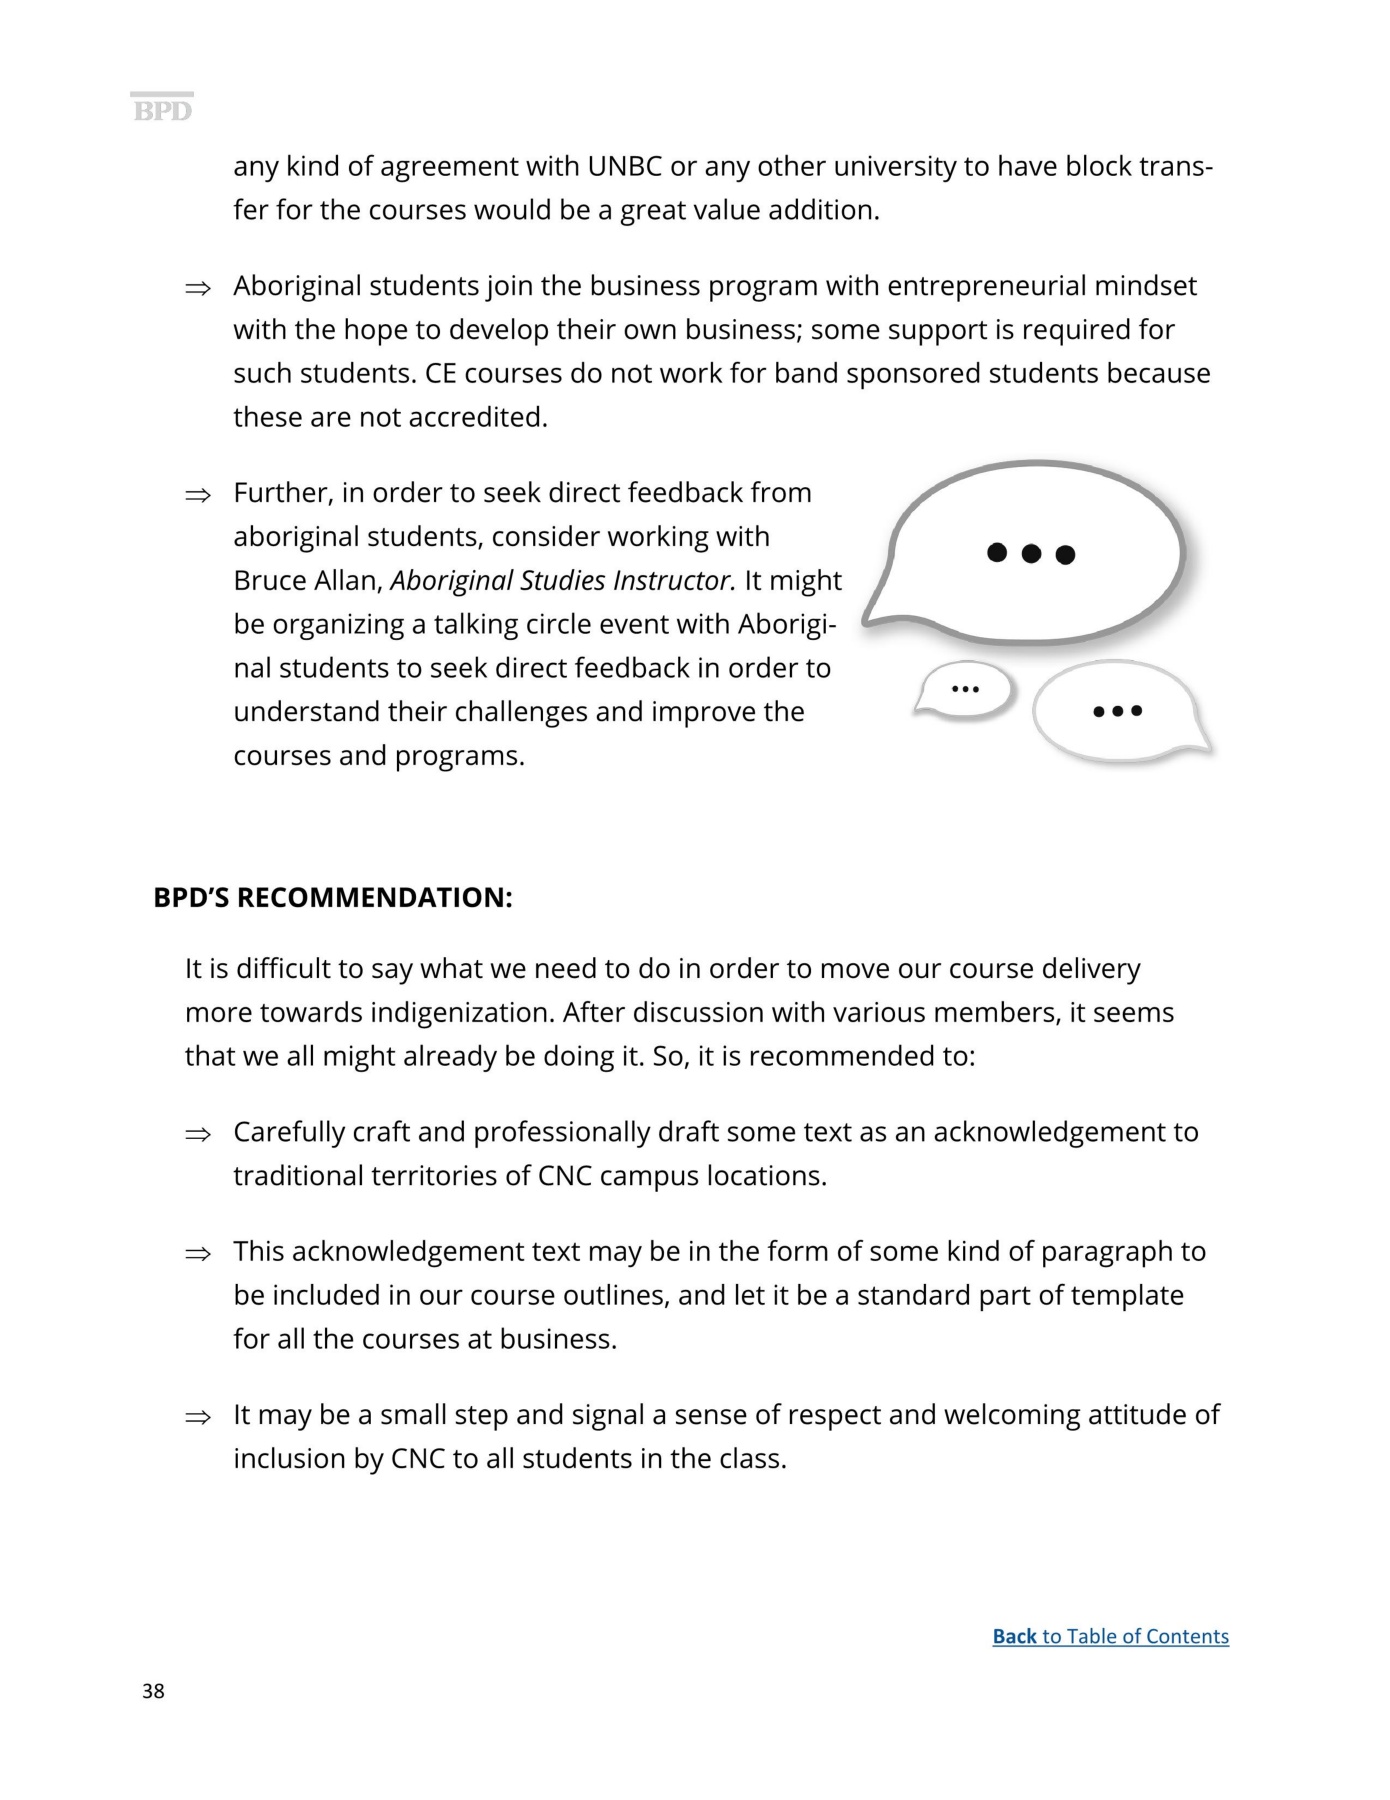 BPD
any kind of agreement with UNBC or any other university to have block trans-
fer for the courses would be a great value addition.
⇒ Aboriginal students join the business program with entrepreneurial mindset
with the hope to develop their own business; some support is required for
such students. CE courses do not work for band sponsored students because
these are not accredited.
⇒ Further, in order to seek direct feedback from
aboriginal students, consider working with
Bruce Allan, Aboriginal Studies Instructor. It might
be organizing a talking circle event with Aborigi-
nal students to seek direct feedback in order to
understand their challenges and improve the
courses and programs.
BPD’S RECOMMENDATION:
It is difficult to say what we need to do in order to move our course delivery
more towards indigenization. After discussion with various members, it seems
that we all might already be doing it. So, it is recommended to:
⇒ Carefully craft and professionally draft some text as an acknowledgement to
traditional territories of CNC campus locations.
⇒ This acknowledgement text may be in the form of some kind of paragraph to
be included in our course outlines, and let it be a standard part of template
for all the courses at business.
⇒ It may be a small step and signal a sense of respect and welcoming attitude of
inclusion by CNC to all students in the class.
Back to Table of Contents
38